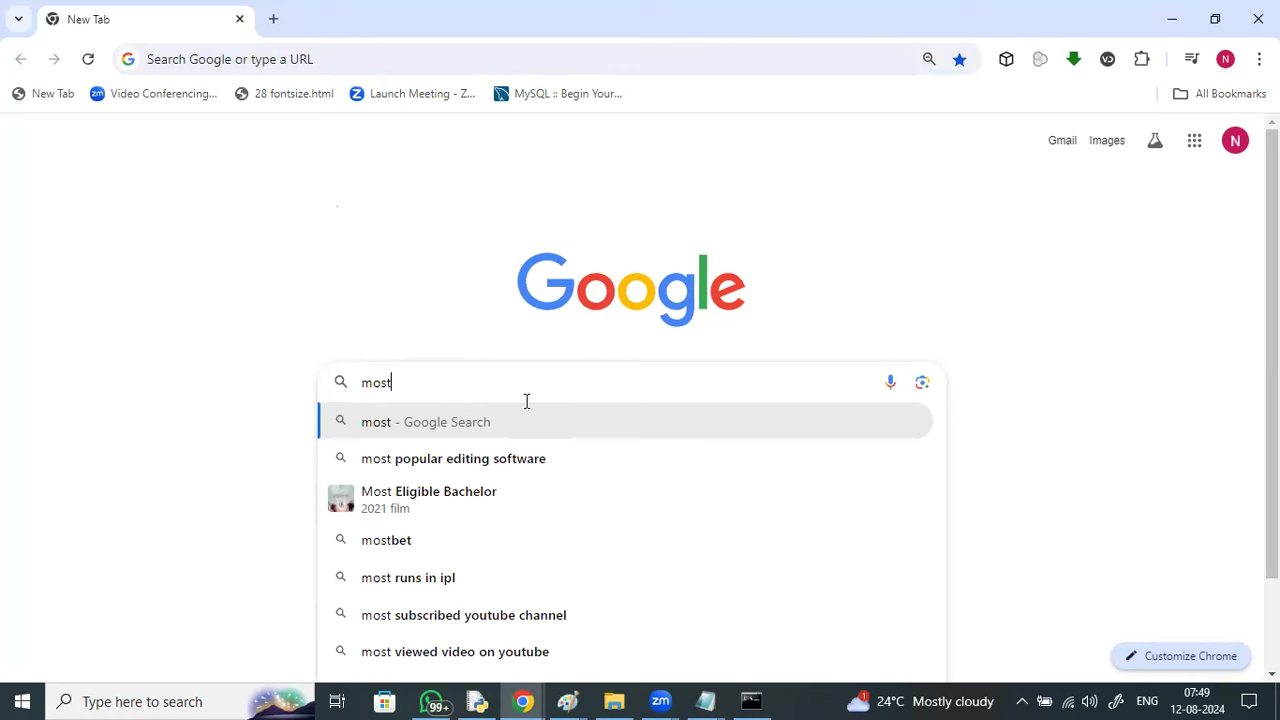 New Tab
Search Google or type a URL
New Tab
Video Conferencing...
28 fontsize.html
Launch Meeting - Z...
MySQL :: Begin Your...
All Bookmarks
Gmail
Images
N
N
VD
Google
most
most - Google Search
most popular editing software
Most Eligible Bachelor
2021 film
mostbet
most runs in ipl
most subscribed youtube channel
most viewed video on youtube
Customize Chrome
Type here to search
99+
zm
1
24°C Mostly cloudy
ENG
07:49
12-08-2024